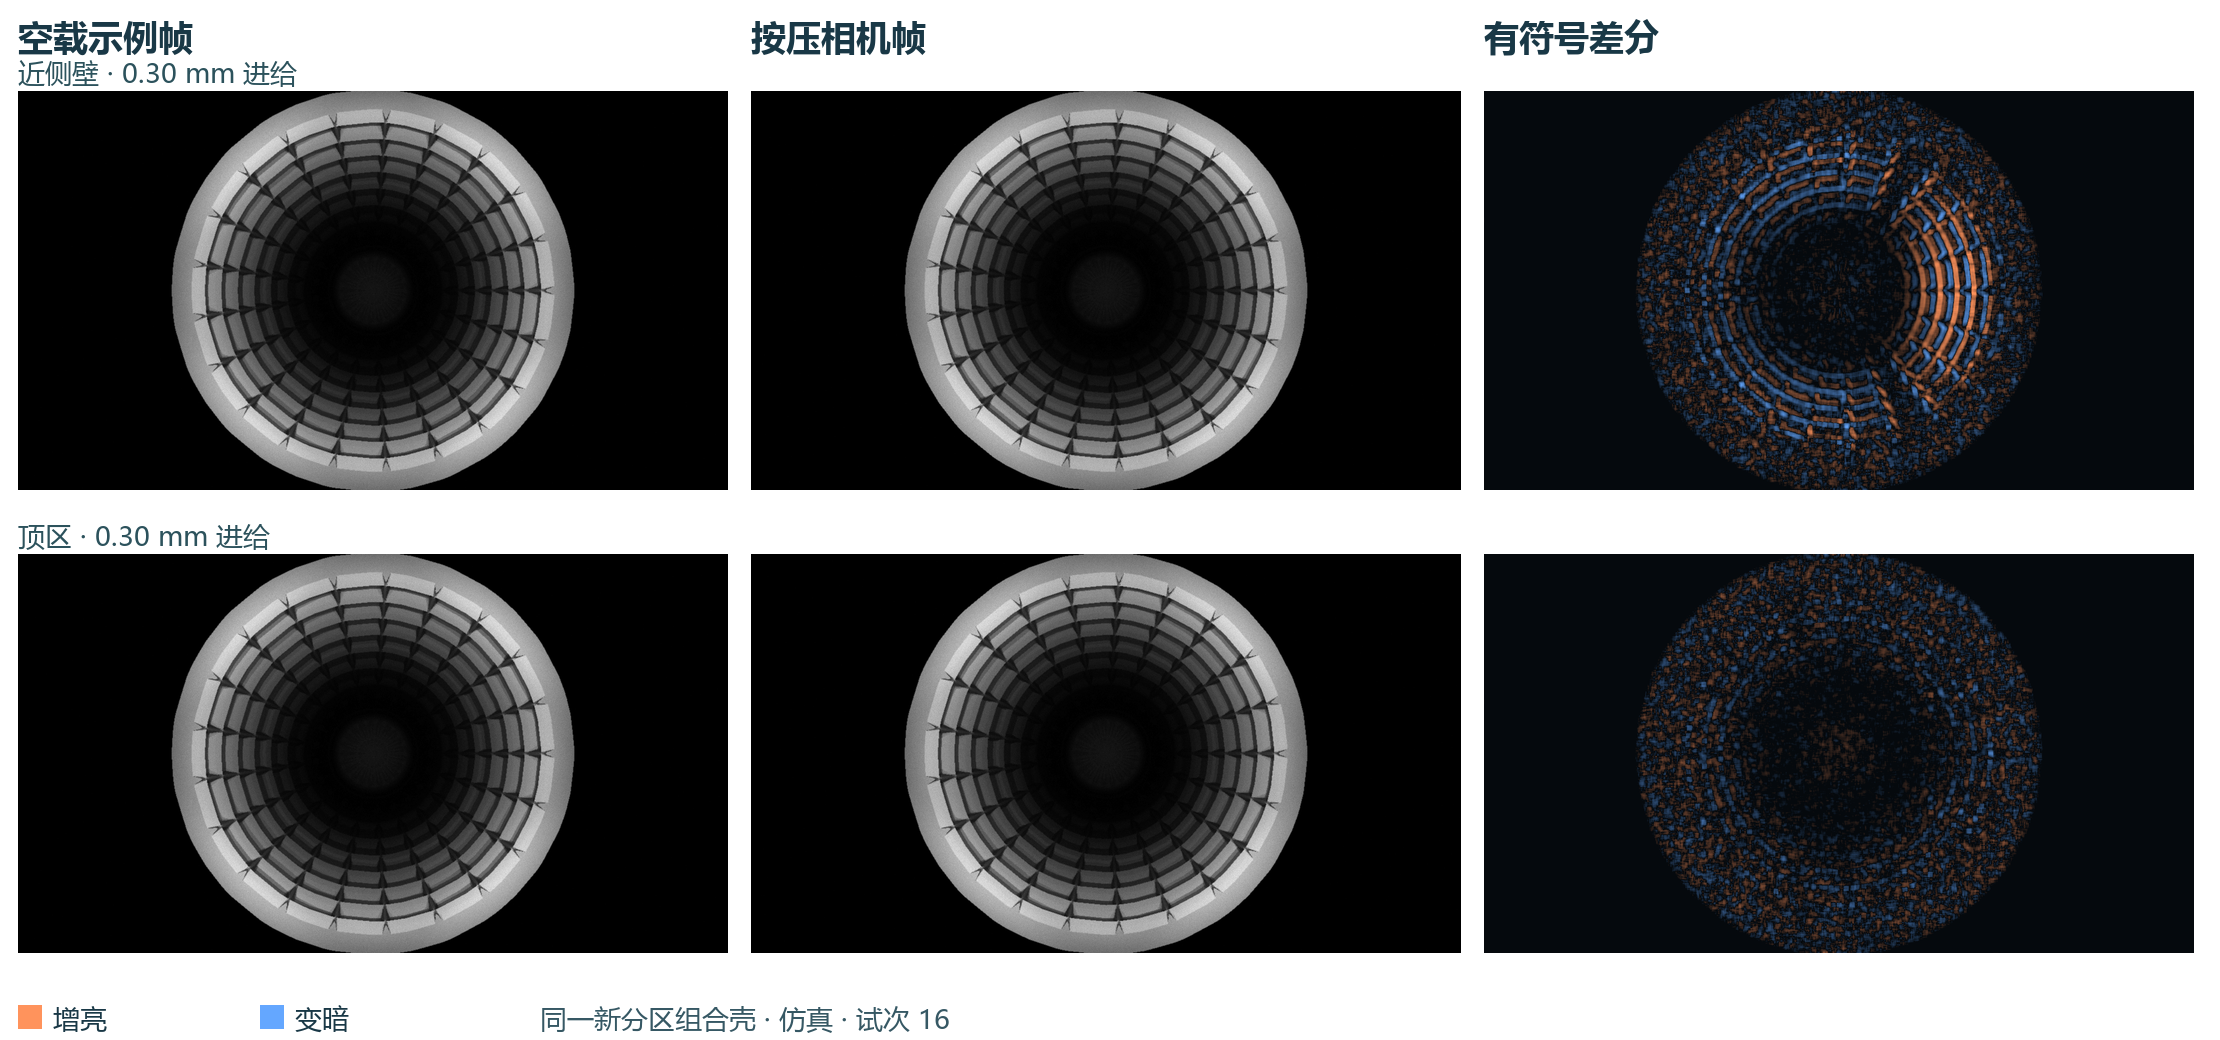 空载示例帧
按压相机帧
有符号差分
近侧壁 · 0.30 mm 进给
顶区 · 0.30 mm 进给
增亮
变暗
同一新分区组合壳 · 仿真 · 试次 16